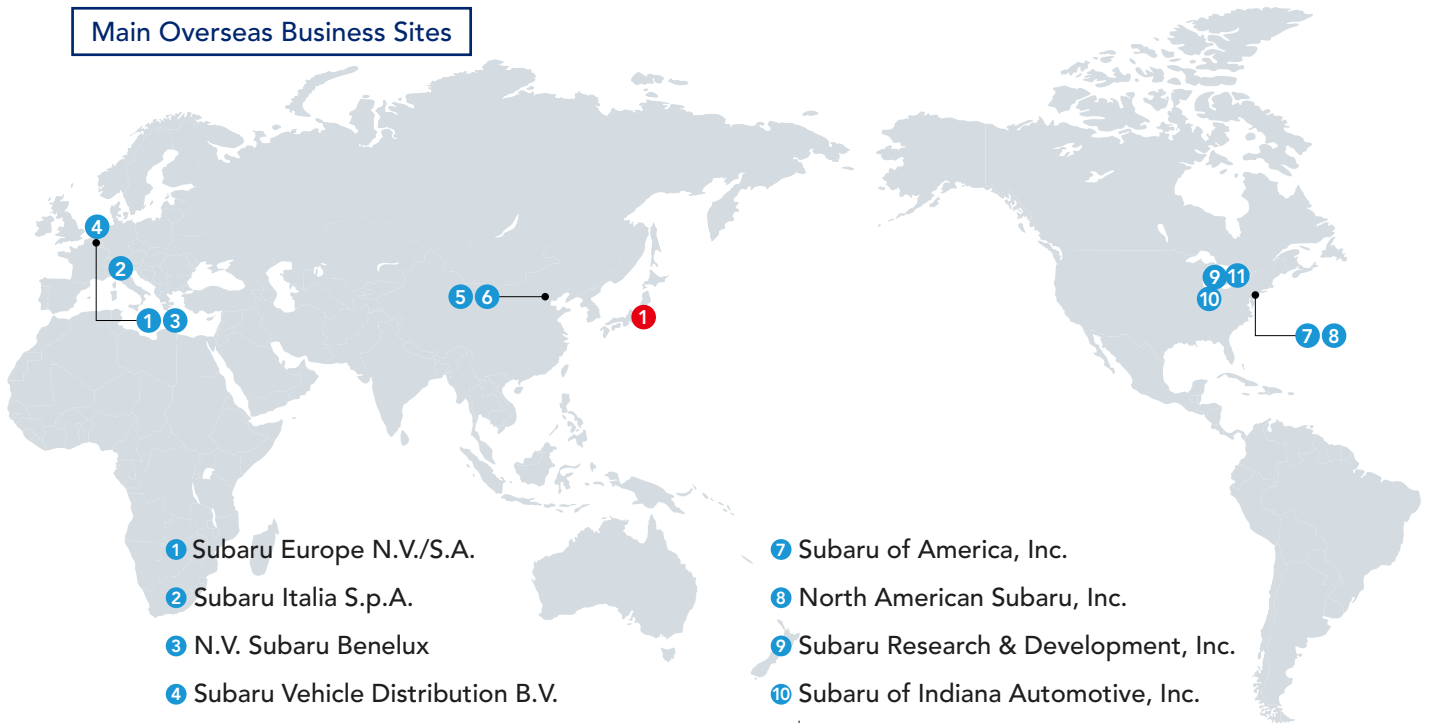 Main Overseas Business Sites
4
2
1 3
5 6
1
9 11
10
7 8
1 Subaru Europe N.V./S.A.
2 Subaru Italia S.p.A.
3 N.V. Subaru Benelux
4 Subaru Vehicle Distribution B.V.
7 Subaru of America, Inc.
8 North American Subaru, Inc.
9 Subaru Research & Development, Inc.
10 Subaru of Indiana Automotive, Inc.